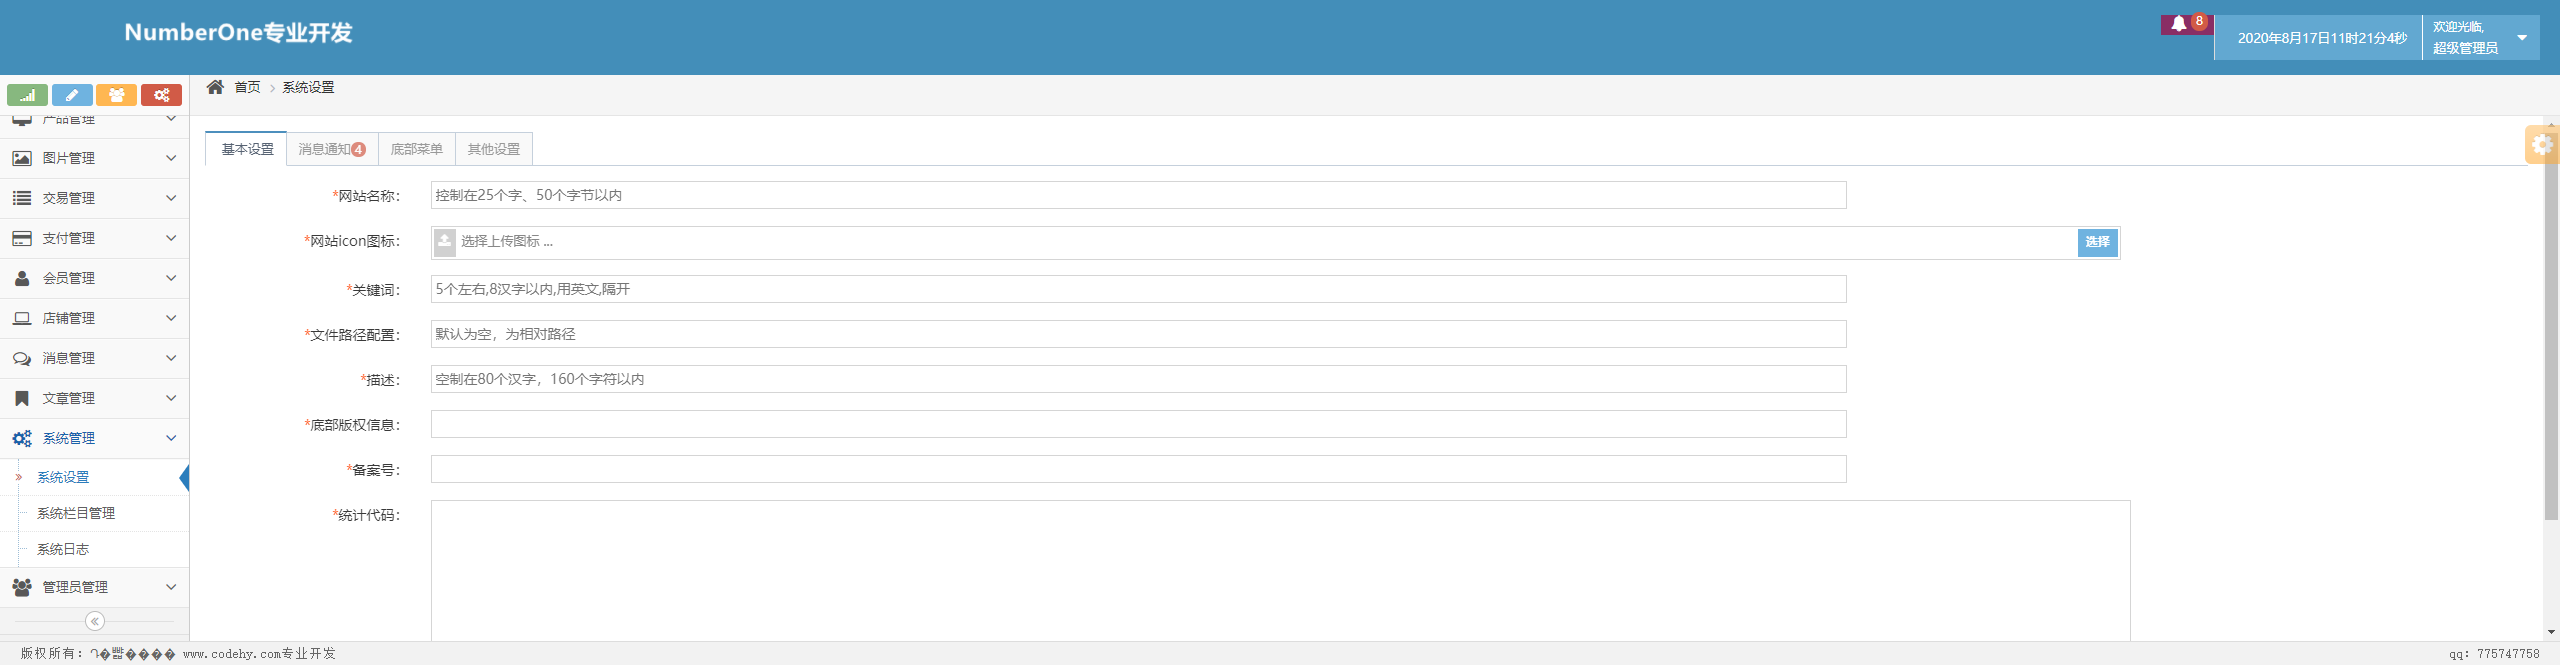 NumberOne专业开发
8
2020年8月17日11时21分4秒
欢迎光临,
超级管理员
首页
系统设置
产品管理
图片管理
交易管理
支付管理
会员管理
店铺管理
消息管理
文章管理
系统管理
系统设置
系统栏目管理
系统日志
管理员管理
基本设置
消息通知4
底部菜单
其他设置
*网站名称：
控制在25个字、50个字节以内
*网站icon图标：
选择上传图标 ...
选择
*关键词：
5个左右,8汉字以内,用英文,隔开
*文件路径配置：
默认为空，为相对路径
*描述：
空制在80个汉字，160个字符以内
*底部版权信息：
*备案号：
*统计代码：
版权所有： www.codehy.com专业开发
qq: 775747758